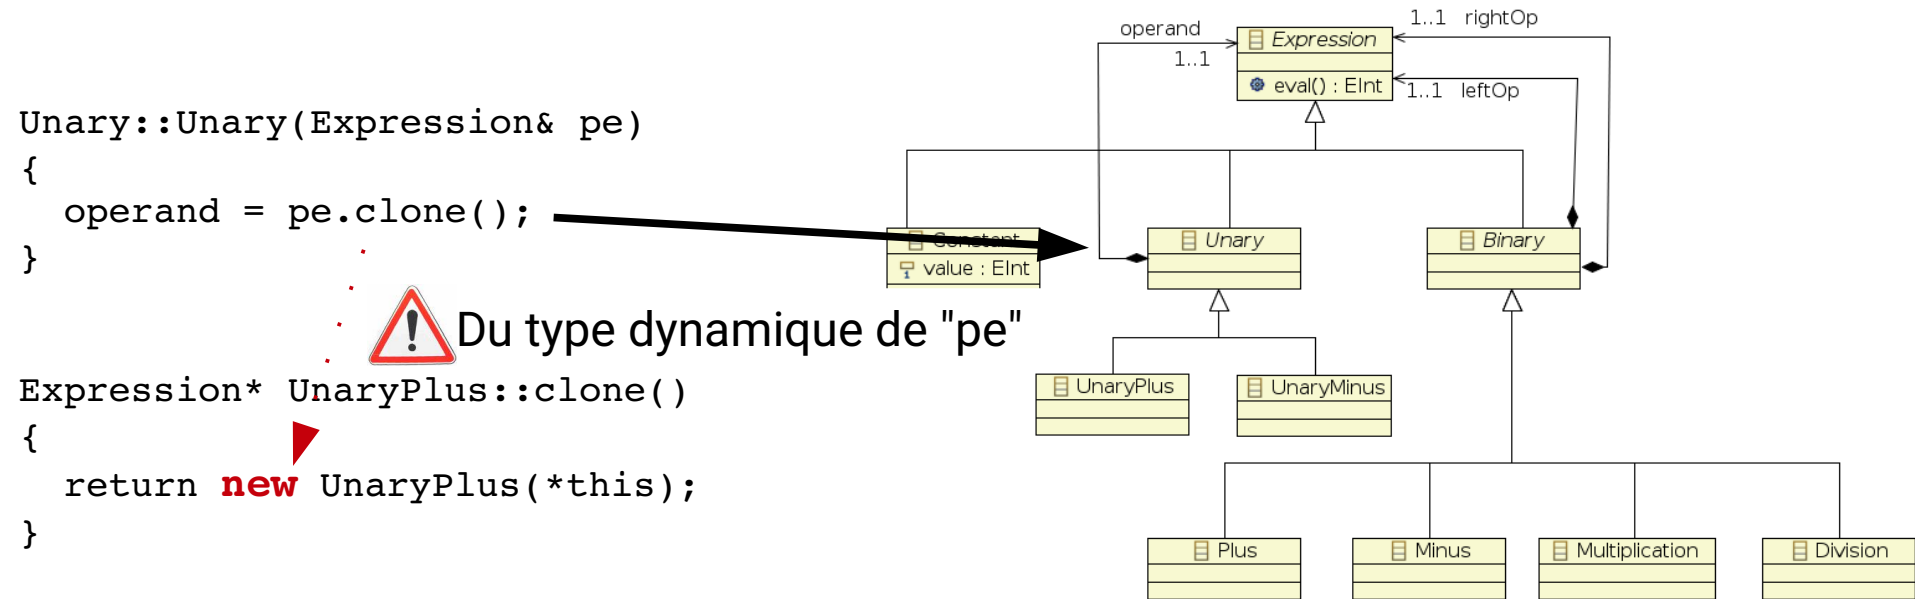 Unary::Unary(Expression& pe)
{
operand = pe.clone();
}
Du type dynamique de "pe"
Expression* UnaryPlus::clone()
{
return new UnaryPlus(*this);
}
operand
1..1
1..1 rightOp
Expression
eval() : EInt
1..1 leftOp
Constant
value : EInt
Unary
Binary
UnaryPlus
UnaryMinus
Plus
Minus
Multiplication
Division